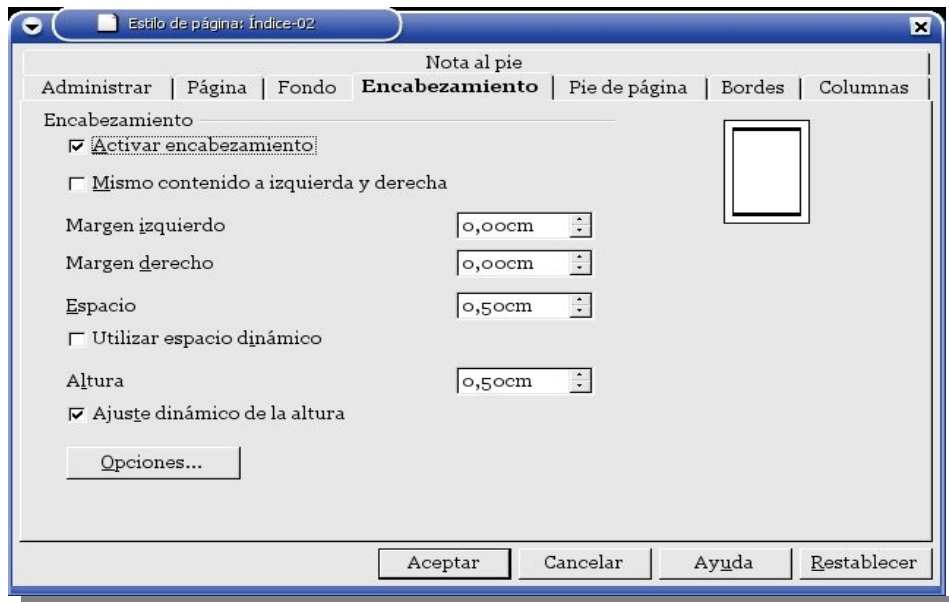 Estilo de página: Índice-02
Nota al pie
Administrar Página Fondo Encabezamiento Pie de página Bordes Columnas
Encabezamiento
Activar encabezamiento
Mismo contenido a izquierda y derecha
Margen izquierdo 0,00cm
Margen derecho 0,00cm
Espacio 0,50cm
Utilizar espacio dinámico
Altura 0,50cm
Ajuste dinámico de la altura
Opciones...
Aceptar Cancelar Ayuda Restablecer